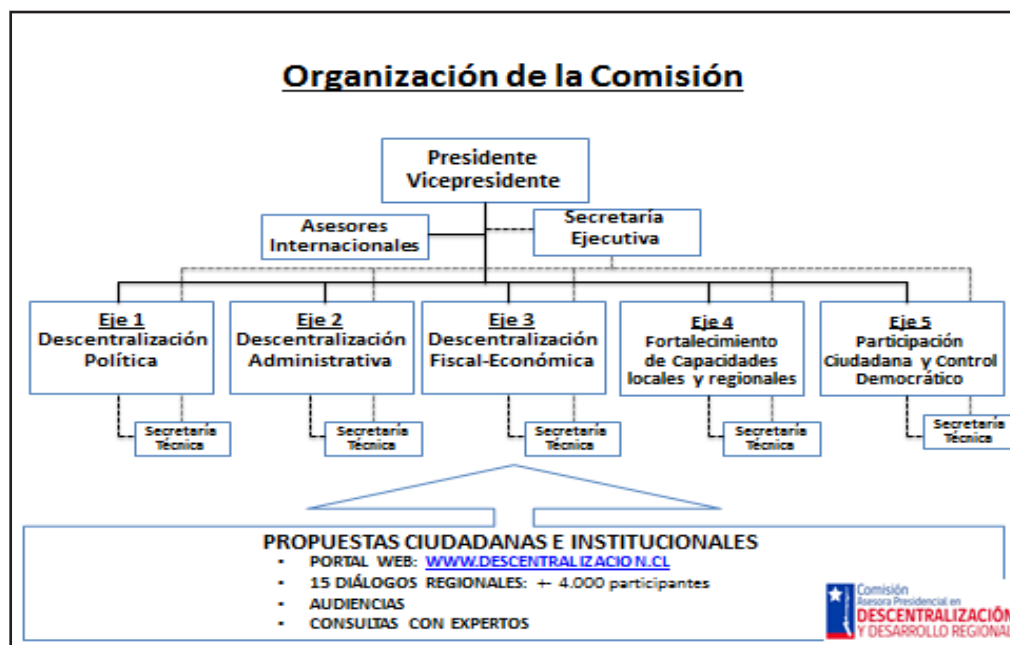 Organización de la Comisión
Presidente
Vicepresidente
Asesores
Internacionales
Secretaría
Ejecutiva
Eje 1
Descentralización
Política
Eje 2
Descentralización
Administrativa
Eje 3
Descentralización
Fiscal-Económica
Eje 4
Fortalecimiento
de Capacidades
locales y regionales
Eje 5
Participación
Ciudadana y Control
Democrático
Secretaría
Técnica
Secretaría
Técnica
Secretaría
Técnica
Secretaría
Técnica
Secretaría
Técnica
PROPUESTAS CIUDADANAS E INSTITUCIONALES
▪ PORTAL WEB: WWW.DESCENTRALIZACION.CL
▪ 15 DIÁLOGOS REGIONALES: +- 4.000 participantes
▪ AUDIENCIAS
▪ CONSULTAS CON EXPERTOS
Comisión
Asesora Presidencial en
DESCENTRALIZACIÓN
Y DESARROLLO REGIONAL